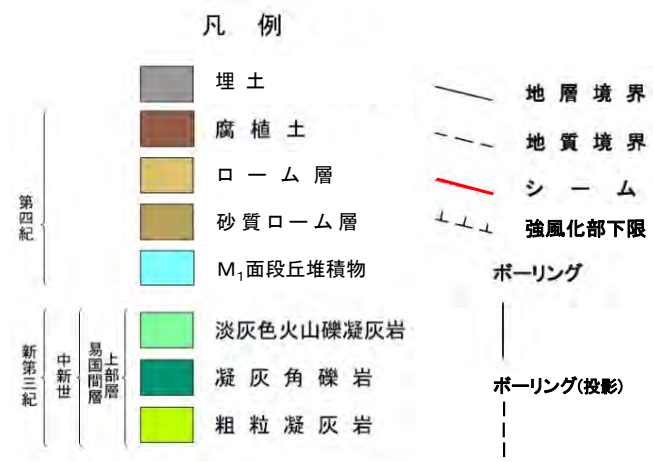 凡 例
埋 土
腐 植 土
ロ ー ム 層
砂 質 ロ ー ム 層
M₁面段丘堆積物
淡灰色火山礫凝灰岩
凝 灰 角 礫 岩
粗 粒 凝 灰 岩
第四紀
新第三紀
中新世
易国間層
上部層
地 層 境 界
地 質 境 界
シ ー ム
強風化部下限
ボーリング
ボーリング(投影)